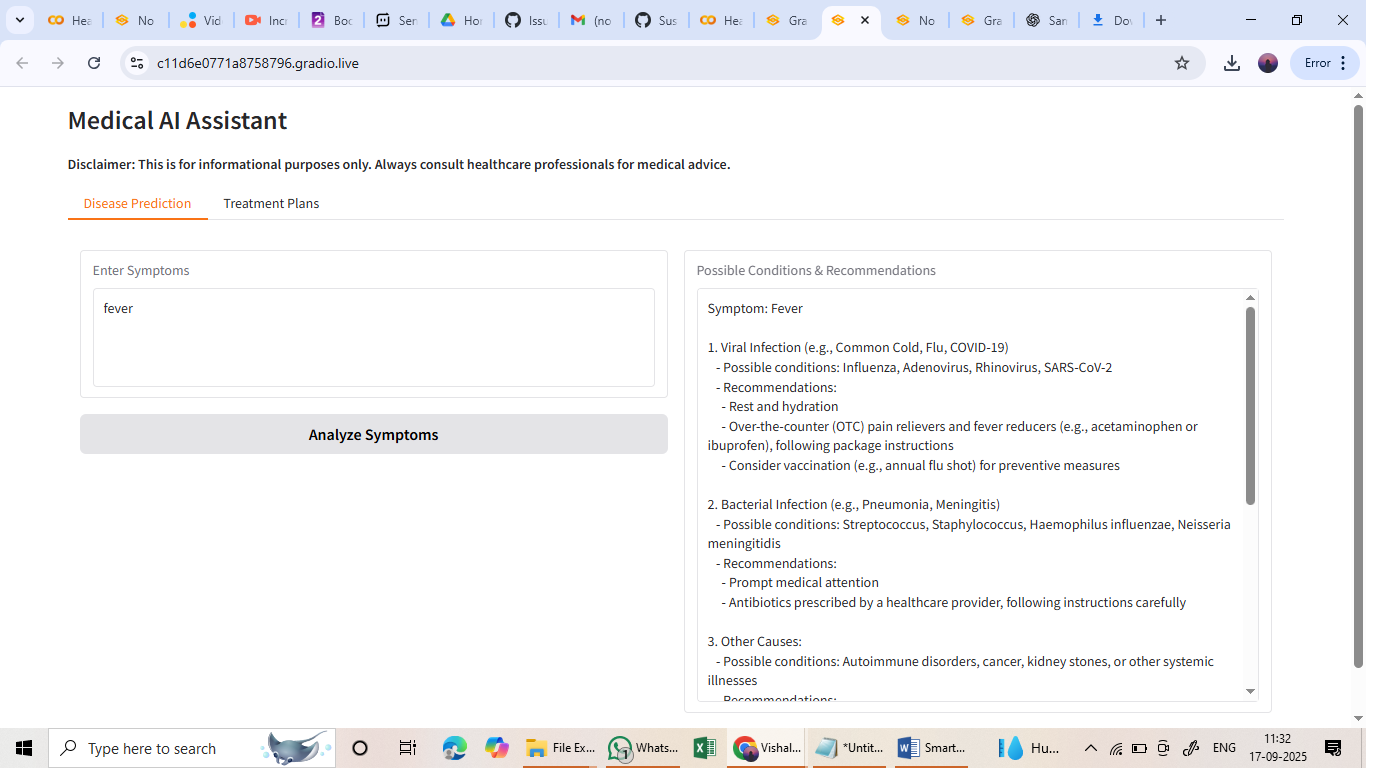 Hea
No
Vid
Incr
Boo
Ser
Hor
Issu
(no
Sus
Hea
Gra
No
Gra
San
Dov
c11d6e0771a8758796.gradio.live
Error
Medical AI Assistant
Disclaimer: This is for informational purposes only. Always consult healthcare professionals for medical advice.
Disease Prediction
Treatment Plans
Enter Symptoms
fever
Analyze Symptoms
Possible Conditions & Recommendations
Symptom: Fever
1. Viral Infection (e.g., Common Cold, Flu, COVID-19)
- Possible conditions: Influenza, Adenovirus, Rhinovirus, SARS-CoV-2
- Recommendations:
- Rest and hydration
- Over-the-counter (OTC) pain relievers and fever reducers (e.g., acetaminophen or
ibuprofen), following package instructions
- Consider vaccination (e.g., annual flu shot) for preventive measures
2. Bacterial Infection (e.g., Pneumonia, Meningitis)
- Possible conditions: Streptococcus, Staphylococcus, Haemophilus influenzae, Neisseria
meningitidis
- Recommendations:
- Prompt medical attention
- Antibiotics prescribed by a healthcare provider, following instructions carefully
3. Other Causes:
- Possible conditions: Autoimmune disorders, cancer, kidney stones, or other systemic
illnesses
- Recommendations:
Type here to search
File Ex...
Whats...
1
Vishal...
*Untit...
Smart...
Hu...
ENG
11:32
17-09-2025